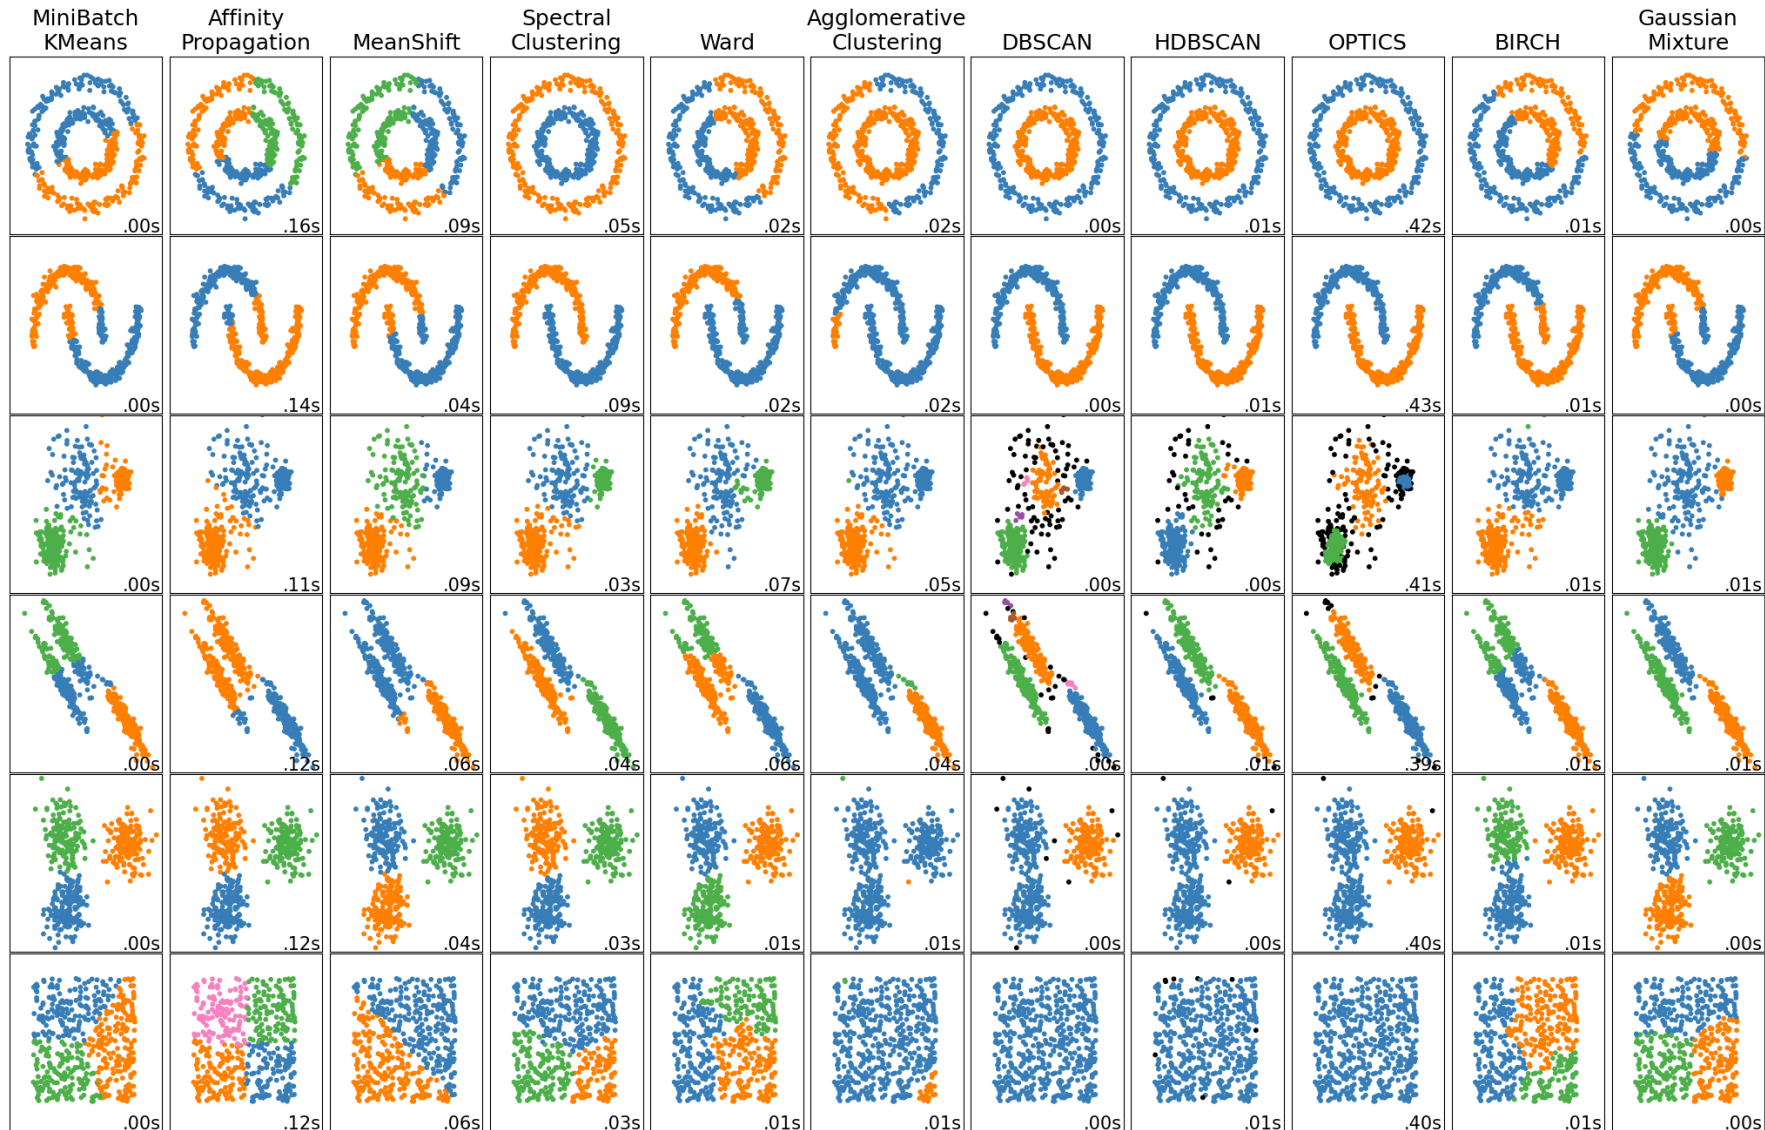 MiniBatch
KMeans
Affinity
Propagation
MeanShift
Spectral
Clustering
Ward
Agglomerative
Clustering
DBSCAN
HDBSCAN
OPTICS
BIRCH
Gaussian
Mixture
.00s .16s .09s .05s .02s .02s .00s .01s .42s .01s .00s
.00s .14s .04s .09s .02s .02s .00s .01s .43s .01s .00s
.00s .11s .09s .03s .07s .05s .00s .00s .41s .01s .01s
.00s .12s .06s .04s .06s .04s .00s .01s .39s .01s .01s
.00s .12s .04s .03s .01s .01s .00s .00s .40s .01s .00s
.00s .12s .06s .03s .01s .01s .00s .01s .40s .01s .00s